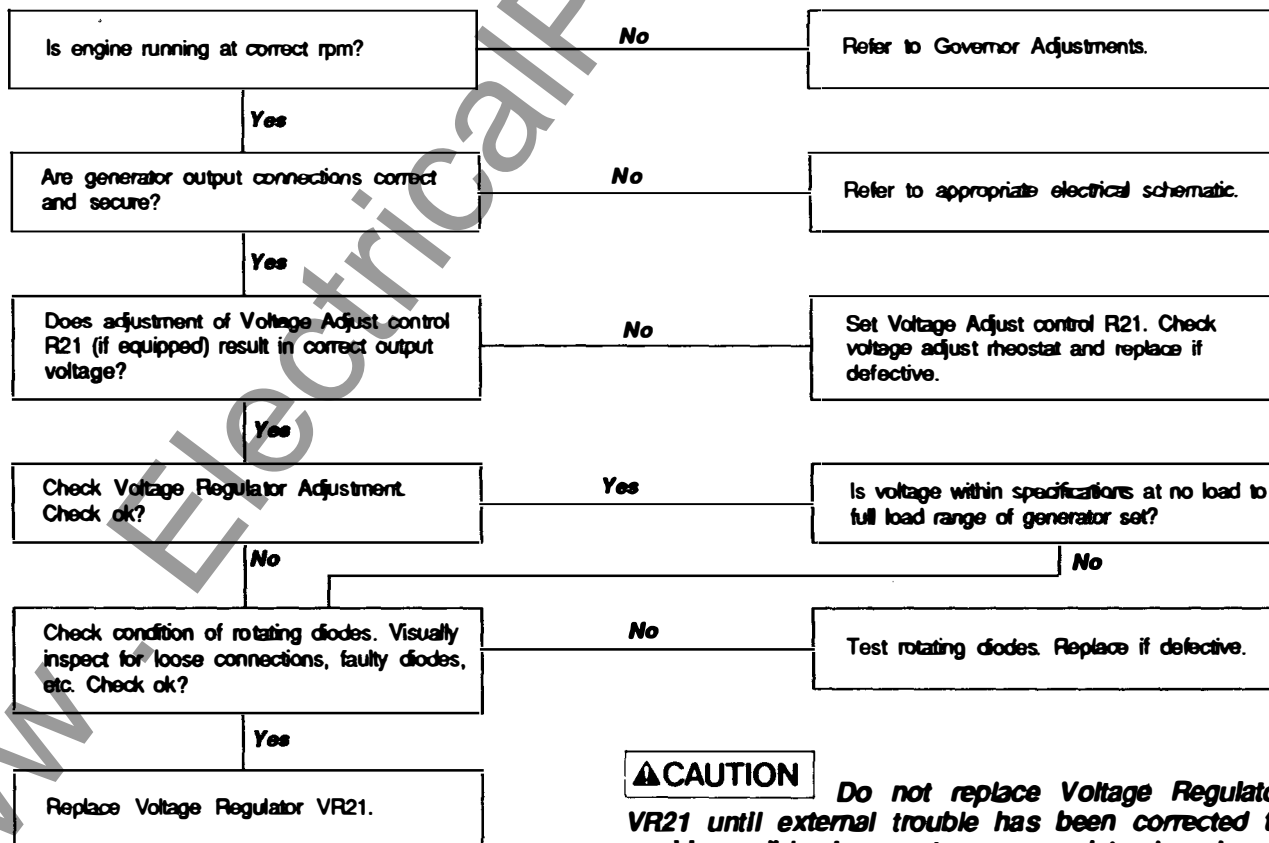 Is engine running at correct rpm?
No
Refer to Governor Adjustments.
Yes
Are generator output connections correct
and secure?
No
Refer to appropriate electrical schematic.
Yes
Does adjustment of Voltage Adjust control
R21 (if equipped) result in correct output
voltage?
No
Set Voltage Adjust control R21. Check
voltage adjust rheostat and replace if
defective.
Yes
Check Voltage Regulator Adjustment.
Check ok?
Yes
Is voltage within specifications at no load to
full load range of generator set?
No
No
Check condition of rotating diodes. Visually
inspect for loose connections, faulty diodes,
etc. Check ok?
No
Test rotating diodes. Replace if defective.
Yes
Replace Voltage Regulator VR21.
CAUTION
Do not replace Voltage Regulato
VR21 until external trouble has been corrected t
w . ElectricalP